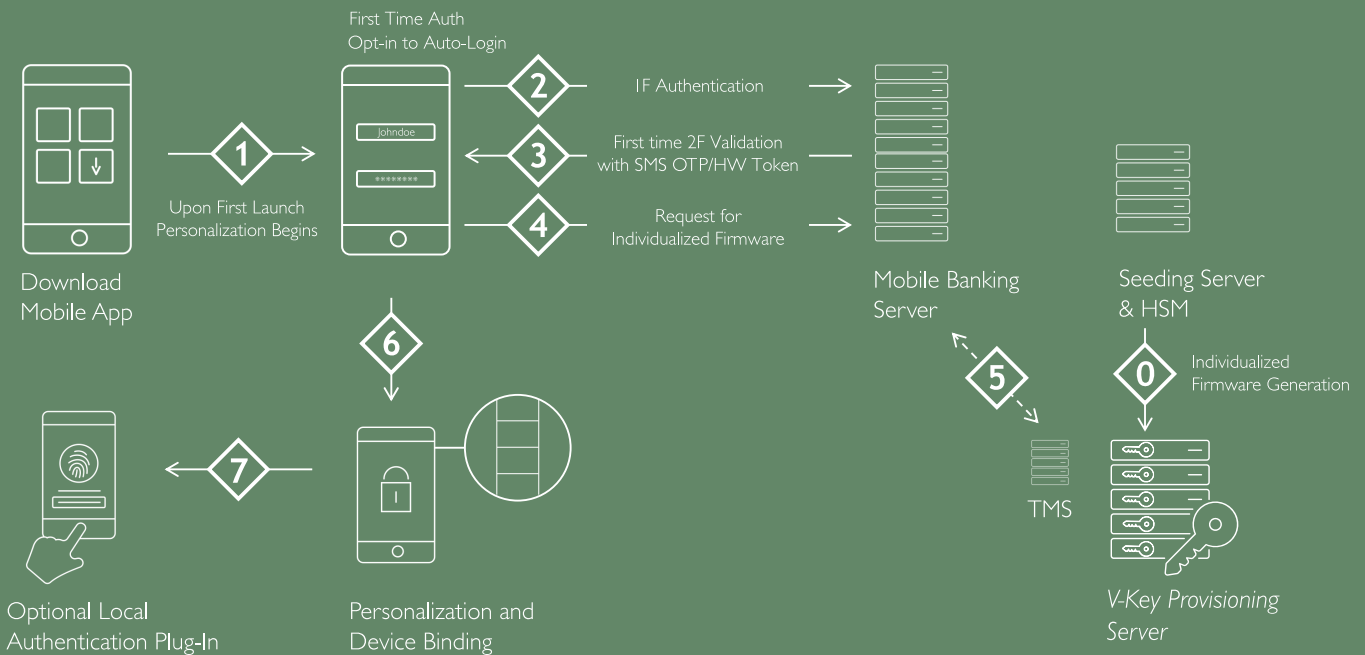 First Time Auth
Opt-in to Auto-Login
2
1F Authentication
Johndoe
1
3
First time 2F Validation
with SMS OTP/HW Token
********
Upon First Launch
Personalization Begins
4
Request for
Individualized Firmware
Download
Mobile App
Mobile Banking
Server
Seeding Server
& HSM
6
5
0
Individualized
Firmware Generation
7
TMS
Optional Local
Authentication Plug-In
Personalization and
Device Binding
V-Key Provisioning
Server